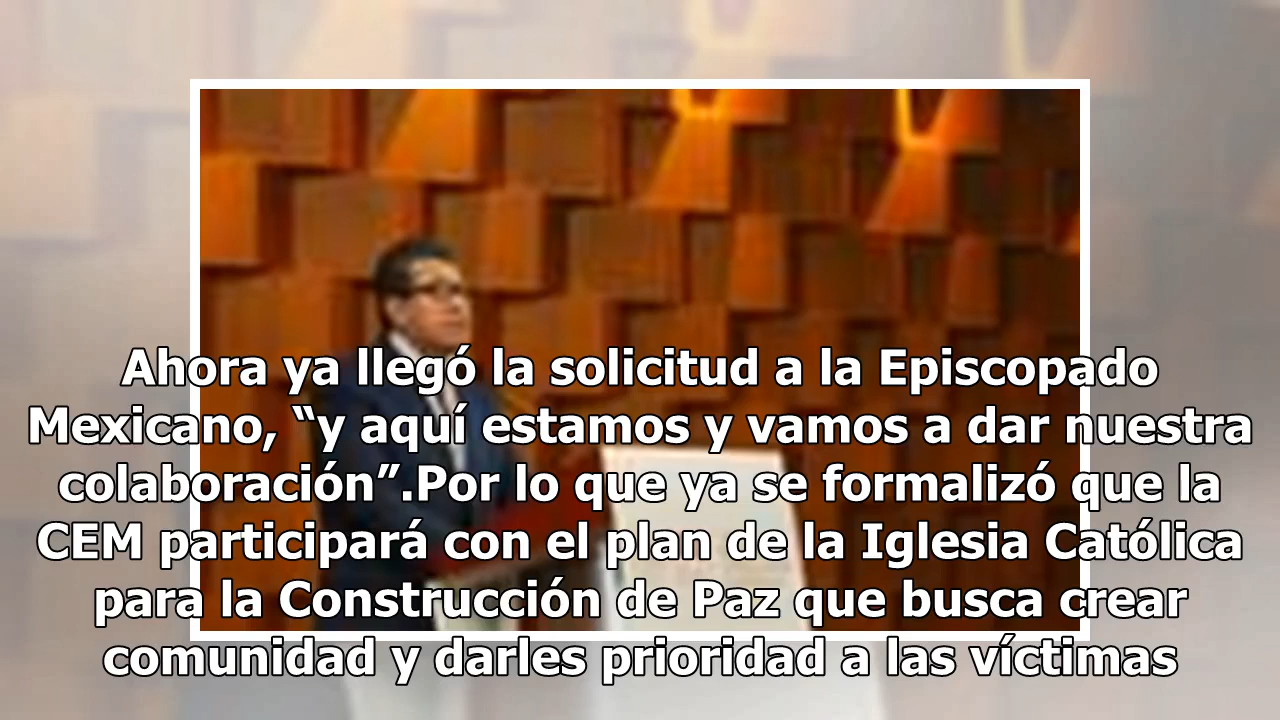 Ahora ya llegó la solicitud a la Episcopado
Mexicano, “y aquí estamos y vamos a dar nuestra
colaboración”.Por lo que ya se formalizó que la
CEM participará con el plan de la Iglesia Católica
para la Construcción de Paz que busca crear
comunidad y darles prioridad a las víctimas